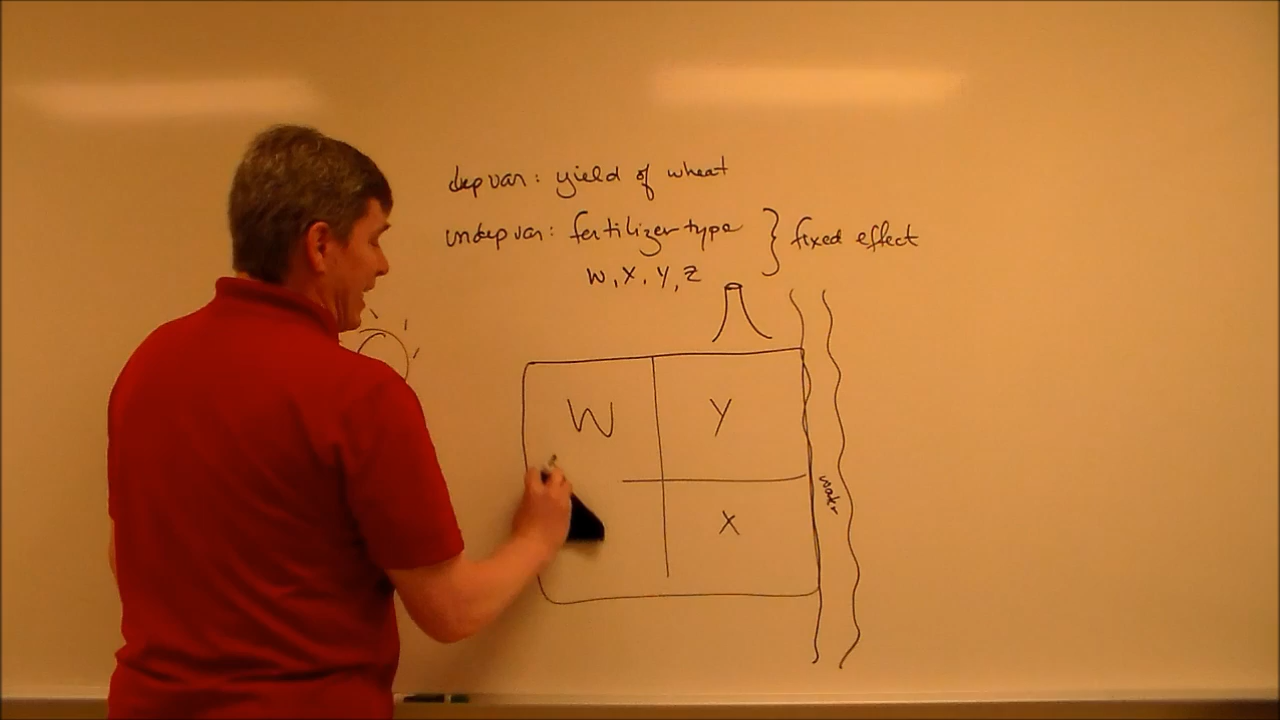 dep var: yield of wheat
indep var: fertilizer type } fixed effect
W, X, Y, Z
W Y
X
water